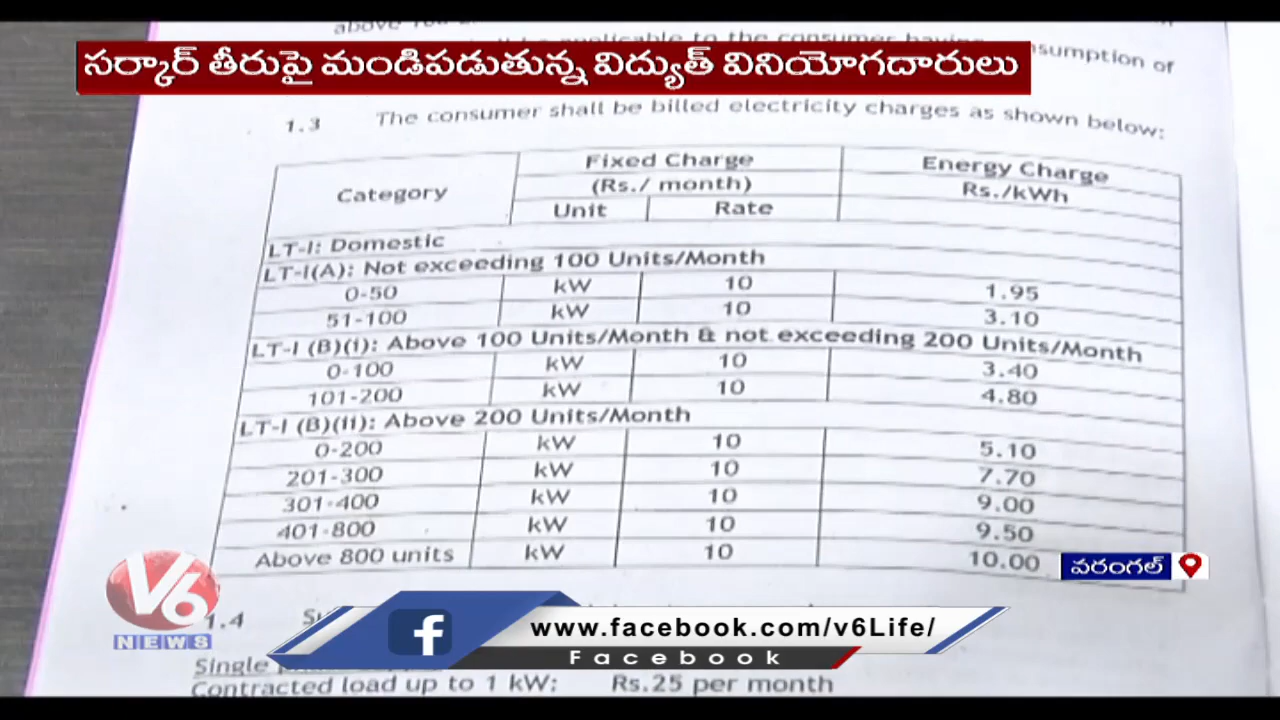 above
సర్కార్ తీరుపై మండిపడుతున్న విద్యుత్ వినియోగదారులు
applicable to the consumer
sumption of
1.3 The consumer shall be billed electricity charges as shown below:
Category Fixed Charge Energy Charge
(Rs./ month) Rs./kWh
Unit Rate
LT-I: Domestic
LT-I(A): Not exceeding 100 Units/Month
0-50 kW 10 1.95
51-100 kW 10 3.10
LT-I (B)(i): Above 100 Units/Month & not exceeding 200 Units/Month
0-100 kW 10 3.40
101-200 kW 10 4.80
LT-I (B)(ii): Above 200 Units/Month
0-200 kW 10 5.10
201-300 kW 10 7.70
301-400 kW 10 9.00
401-800 kW 10 9.50
Above 800 units kW 10 10.00
వరంగల్
V6
NEWS
1.4
www.facebook.com/v6Life/
Facebook
Single
Contracted load up to 1 kW: Rs.25 per month